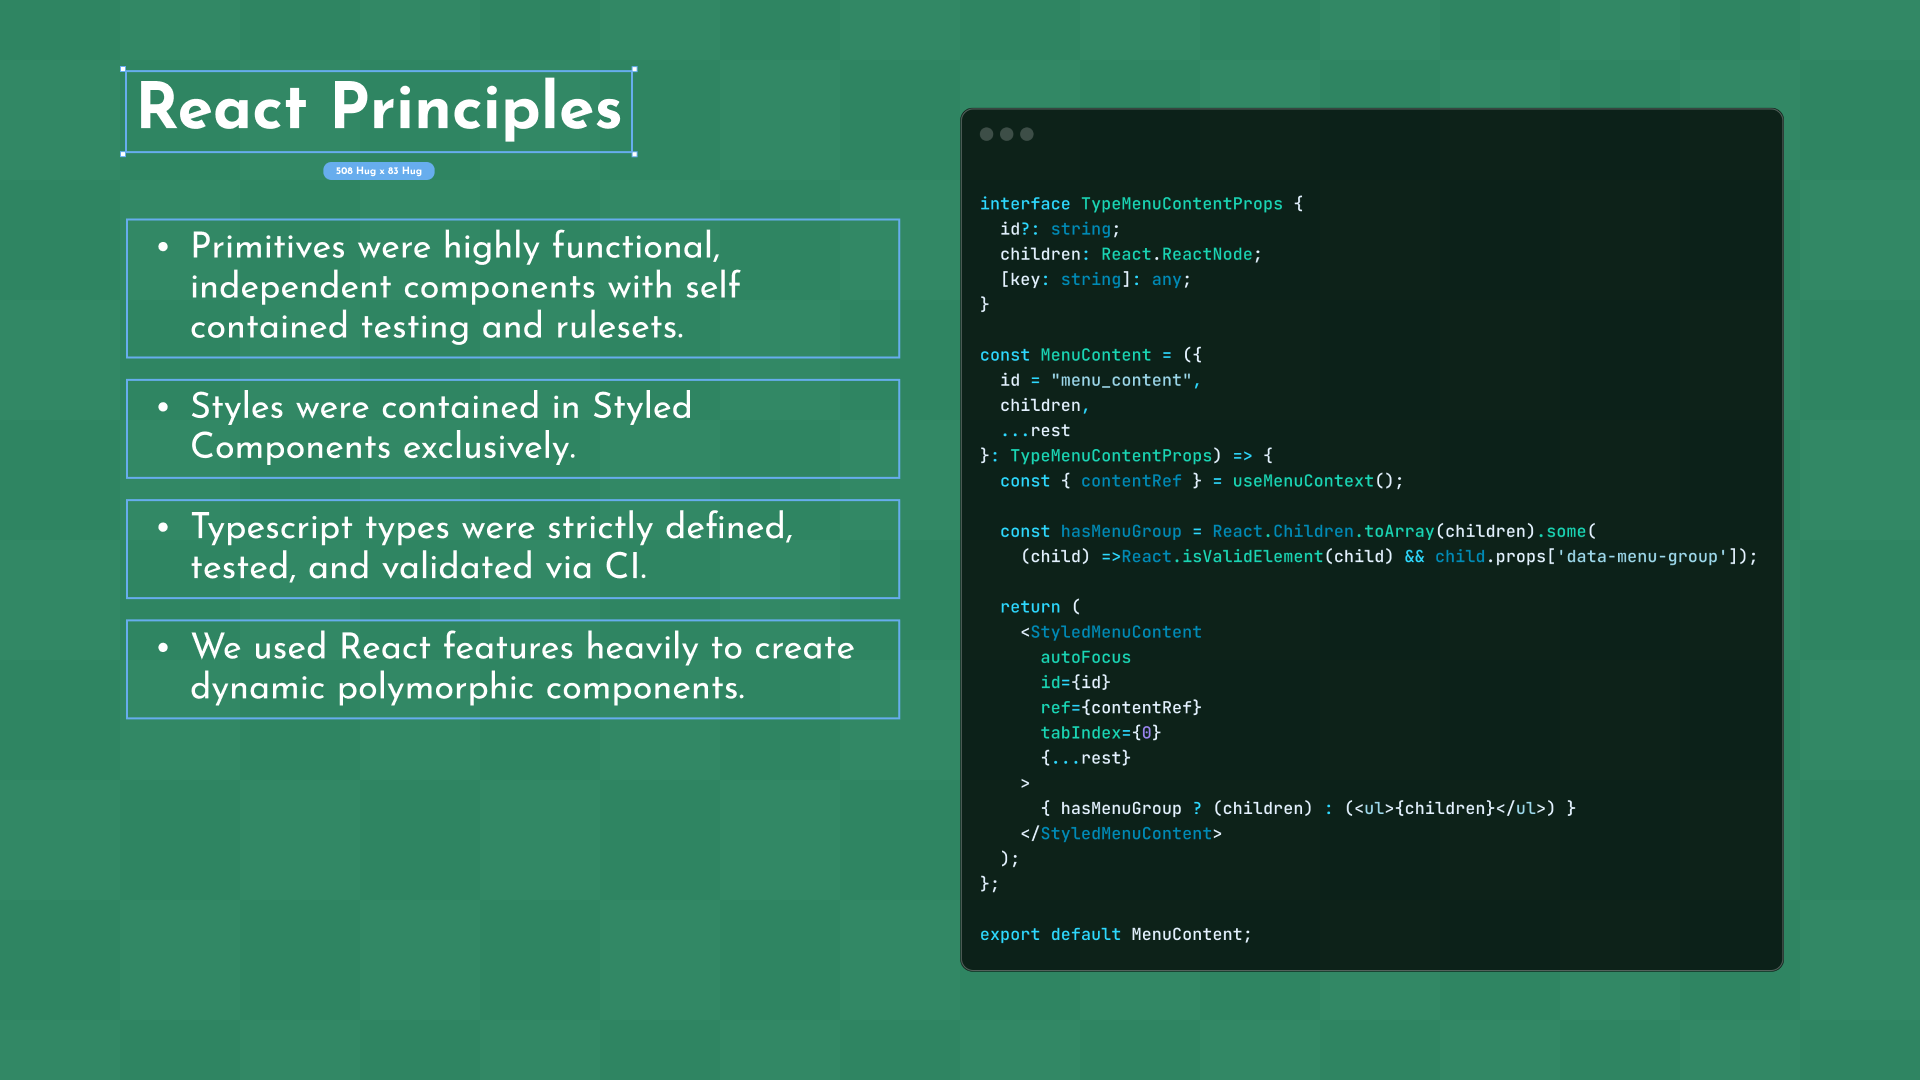 React Principles
508 Hug x 83 Hug
• Primitives were highly functional,
independent components with self
contained testing and rulesets.
• Styles were contained in Styled
Components exclusively.
• Typescript types were strictly defined,
tested, and validated via CI.
• We used React features heavily to create
dynamic polymorphic components.
interface TypeMenuContentProps {
  id?: string;
  children: React.ReactNode;
  [key: string]: any;
}
const MenuContent = ({
  id = "menu_content",
  children,
  ...rest
}: TypeMenuContentProps) => {
  const { contentRef } = useMenuContext();
  const hasMenuGroup = React.Children.toArray(children).some(
    (child) =>React.isValidElement(child) && child.props['data-menu-group']);
  return (
    <StyledMenuContent
      autoFocus
      id={id}
      ref={contentRef}
      tabIndex={0}
      {...rest}
    >
      { hasMenuGroup ? (children) : (<ul>{children}</ul>) }
    </StyledMenuContent>
  );
};
export default MenuContent;